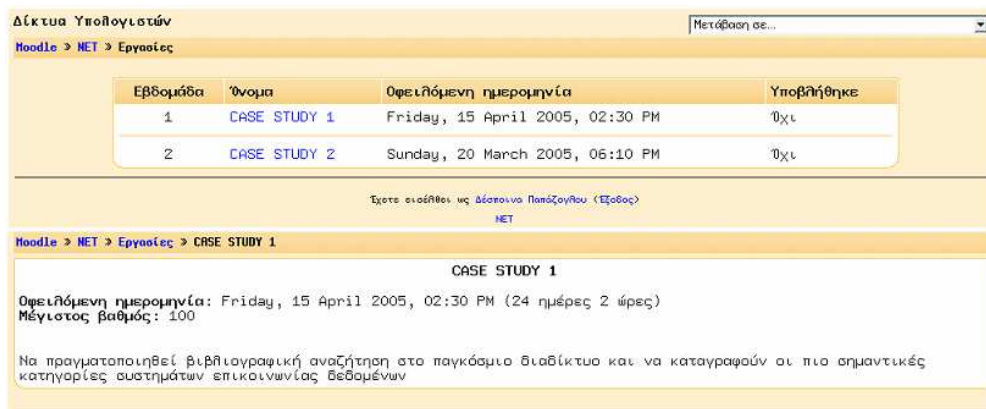 Δίκτυα Υπολογιστών
Μετάβαση σε...
Moodle » NET » Εργασίες
Εβδομάδα Όνομα Οφειλόμενη ημερομηνία Υποβλήθηκε
1 CASE STUDY 1 Friday, 15 April 2005, 02:30 PM Όχι
2 CASE STUDY 2 Sunday, 20 March 2005, 06:10 PM Όχι
Έχετε εισέλθει ως Δέσποινα Παπάζογλου (Έξοδος)
NET
Moodle » NET » Εργασίες » CASE STUDY 1
CASE STUDY 1
Οφειλόμενη ημερομηνία: Friday, 15 April 2005, 02:30 PM (24 ημέρες 2 ώρες)
Μέγιστος βαθμός: 100
Να πραγματοποιηθεί βιβλιογραφική αναζήτηση στο παγκόσμιο διαδίκτυο και να καταγραφούν οι πιο σημαντικές
κατηγορίες συστημάτων επικοινωνίας δεδομένων